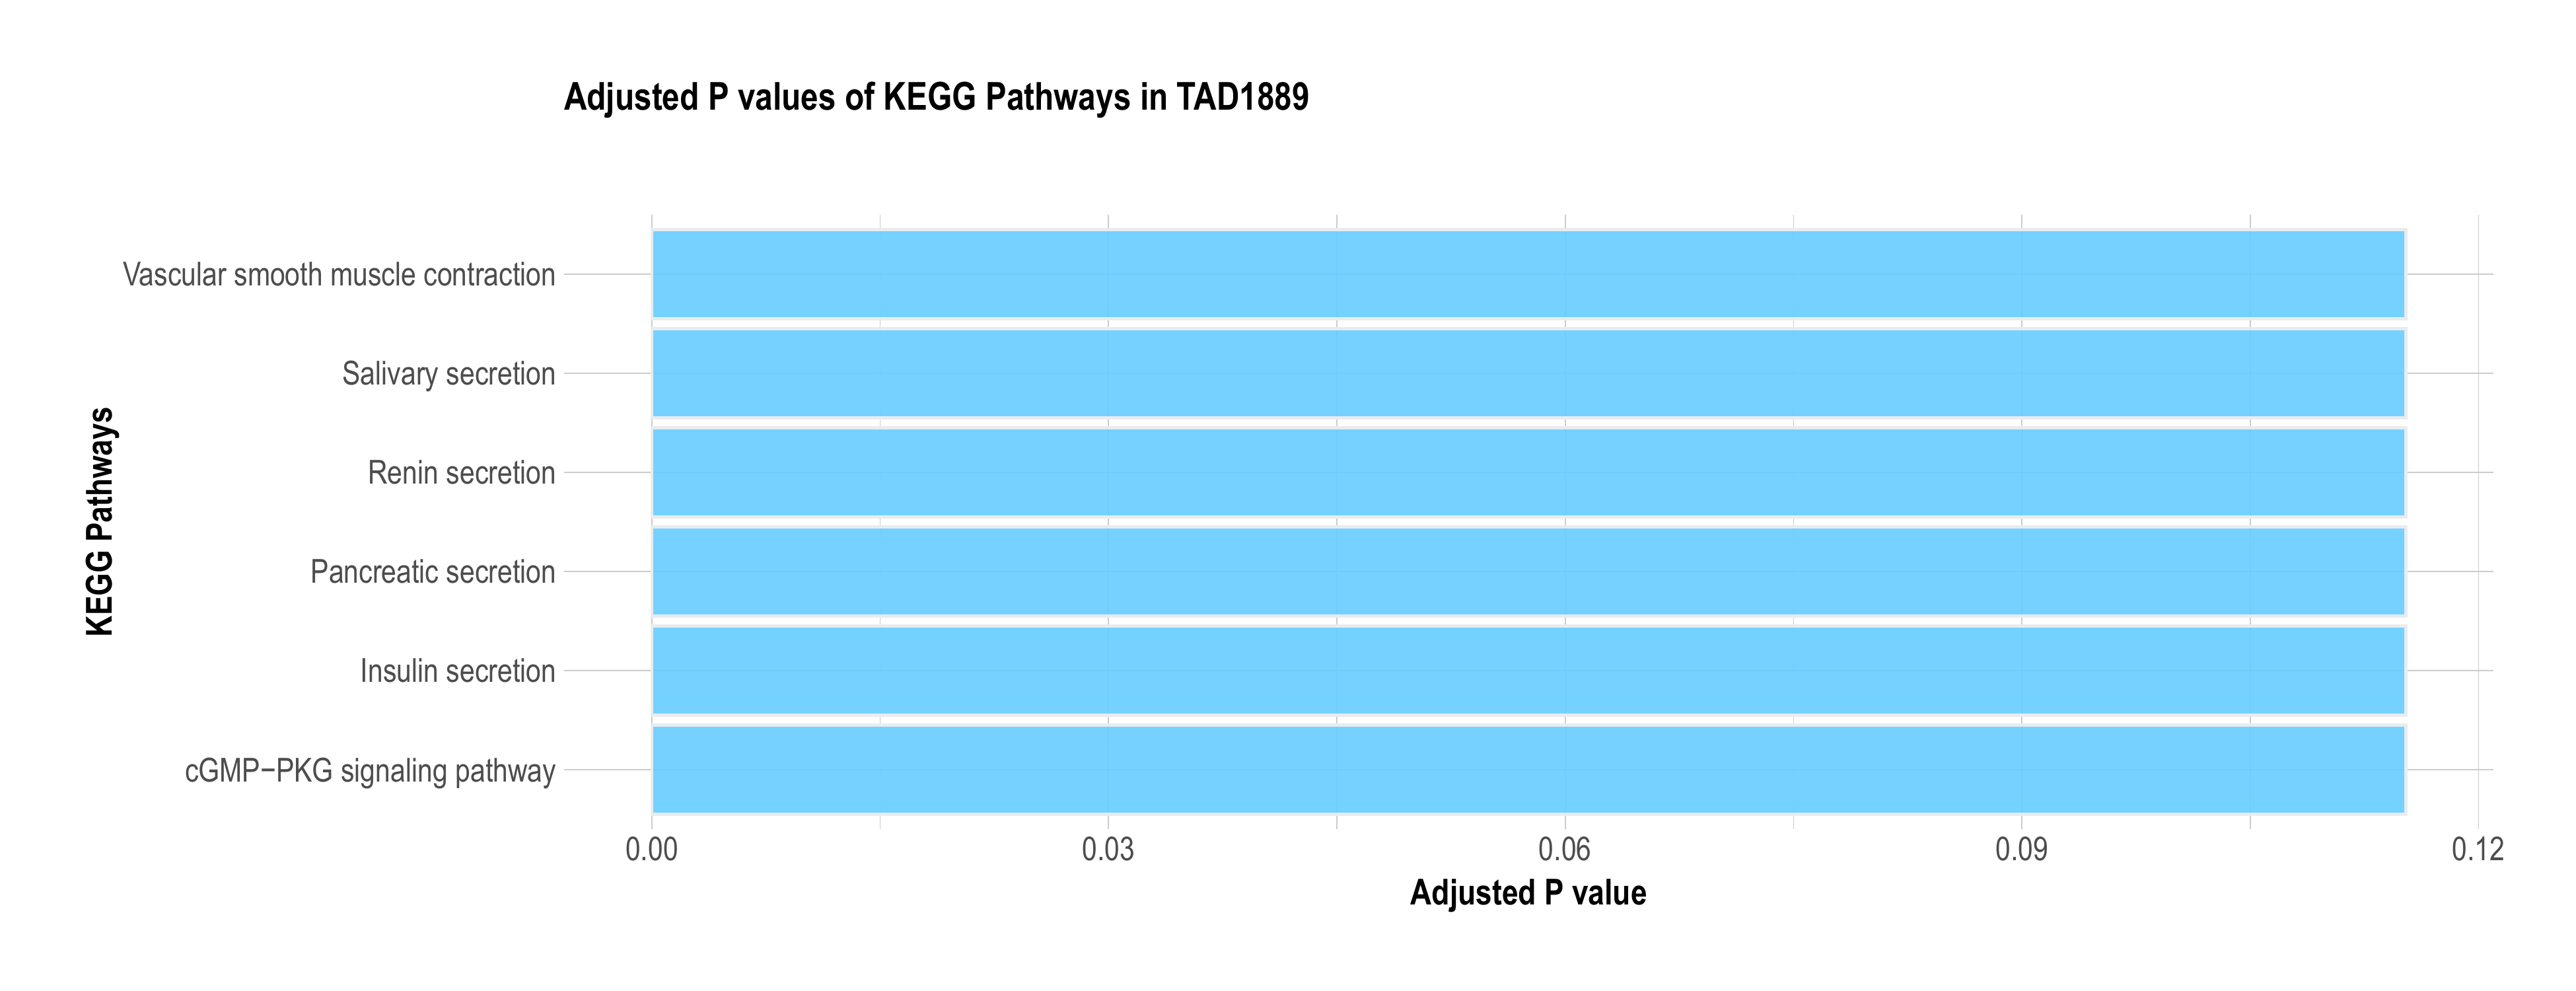 Adjusted P values of KEGG Pathways in TAD1889
KEGG Pathways
Vascular smooth muscle contraction
Salivary secretion
Renin secretion
Pancreatic secretion
Insulin secretion
cGMP−PKG signaling pathway
0.00 0.03 0.06 0.09 0.12
Adjusted P value